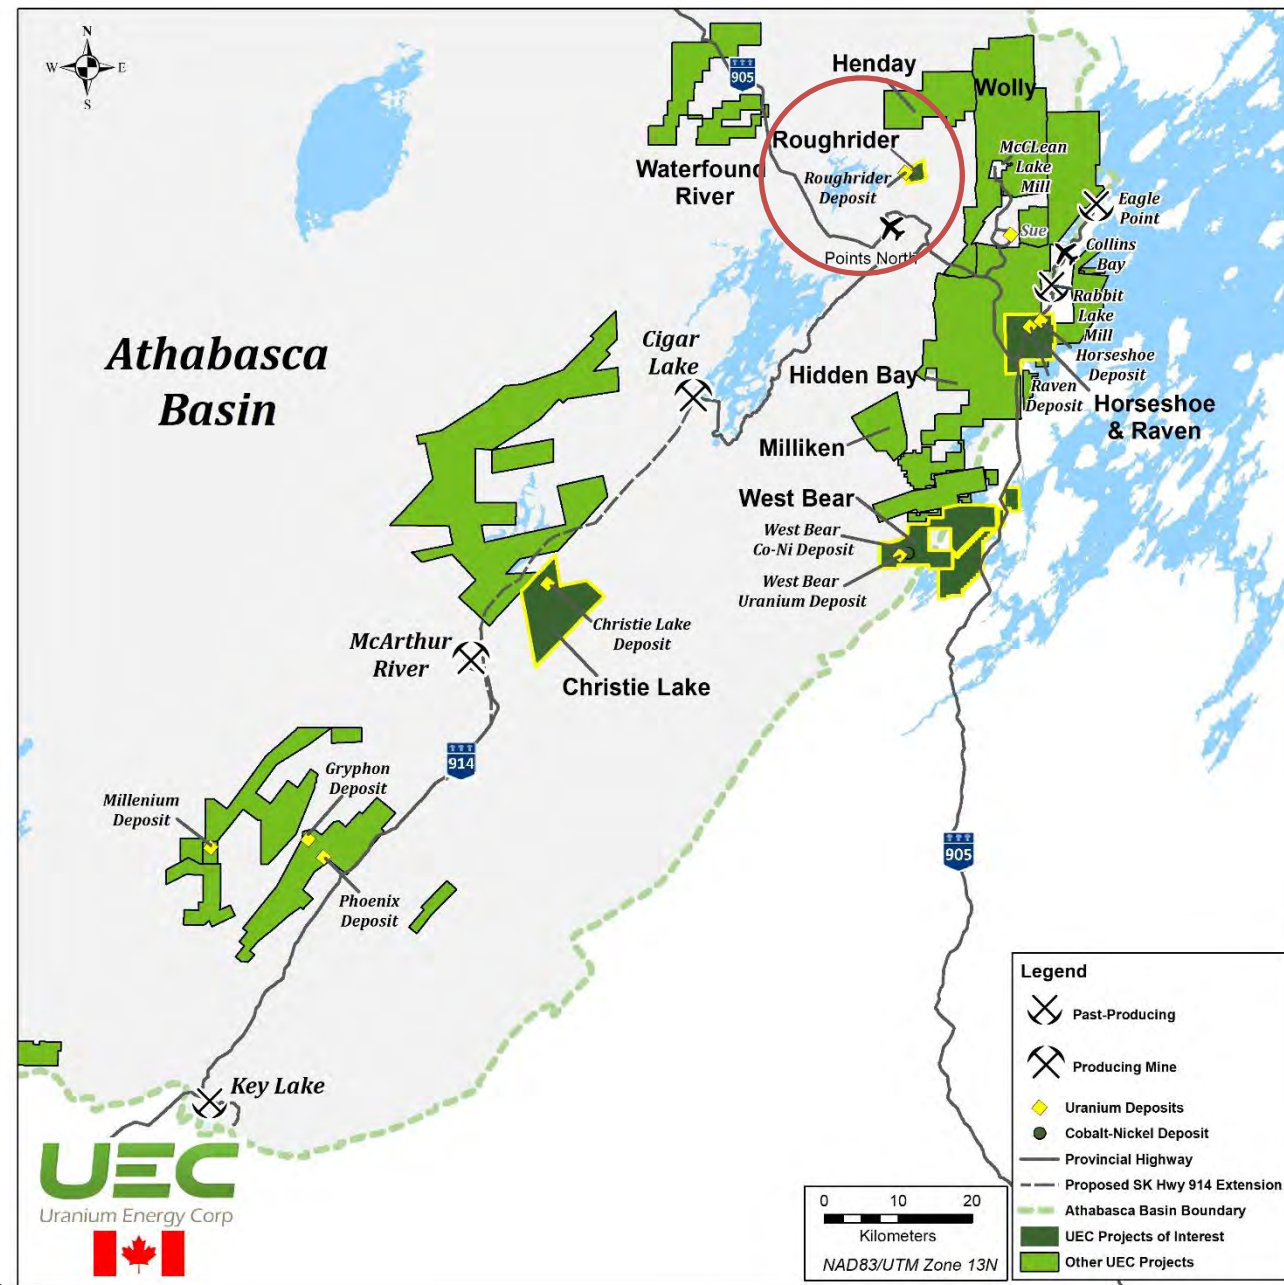 N
W E
S
905
Henday
Wolly
Roughrider
Roughrider
Deposit
Waterfound
River
McCLean
Lake
Mill
Eagle
Point
Sue
Points North
Collins
Bay
Rabbit
Lake
Mill
Horseshoe
Deposit
Raven
Deposit
Horseshoe
& Raven
Athabasca
Basin
Cigar
Lake
Hidden Bay
Milliken
West Bear
West Bear
Co-Ni Deposit
West Bear
Uranium Deposit
Christie Lake
Deposit
McArthur
River
Christie Lake
914
Gryphon
Deposit
Millenium
Deposit
Phoenix
Deposit
905
Key Lake
UEC
Uranium Energy Corp
0 10 20
Kilometers
NAD83/UTM Zone 13N
Legend
Past-Producing
Producing Mine
Uranium Deposits
Cobalt-Nickel Deposit
Provincial Highway
Proposed SK Hwy 914 Extension
Athabasca Basin Boundary
UEC Projects of Interest
Other UEC Projects